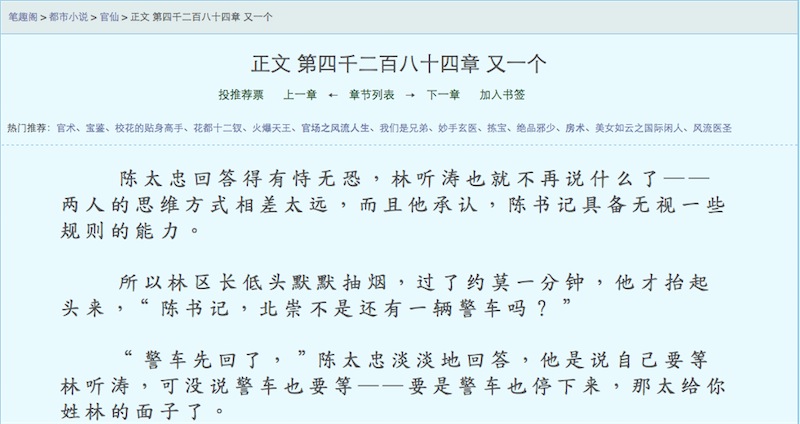 笔趣阁 > 都市小说 > 官仙 > 正文 第四千二百八十四章 又一个
正文 第四千二百八十四章 又一个
投推荐票 上一章 ← 章节列表 → 下一章 加入书签
热门推荐：官术、宝鉴、校花的贴身高手、花都十二钗、火爆天王、官场之风流人生、我们是兄弟、妙手玄医、拣宝、绝品邪少、房术、美女如云之国际闲人、风流医圣
陈太忠回答得有恃无恐，林听涛也就不再说什么了——
两人的思维方式相差太远，而且他承认，陈书记具备无视一些
规则的能力。
所以林区长低头默默抽烟，过了约莫一分钟，他才抬起
头来，“陈书记，北崇不是还有一辆警车吗？”
“警车先回了，”陈太忠淡淡地回答，他是说自己要等
林听涛，可没说警车也要等——要是警车也停下来，那太给你
姓林的面子了。